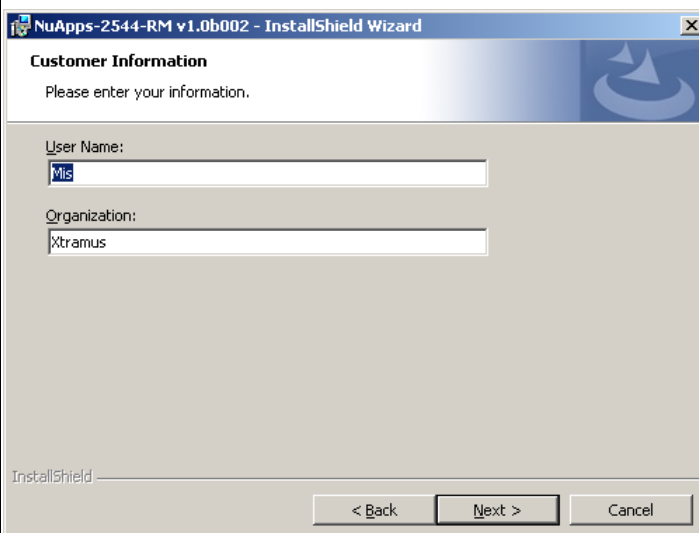 NuApps-2544-RM v1.0b002 - InstallShield Wizard
Customer Information
Please enter your information.
User Name:
Mis
Organization:
Xtramus
InstallShield
< Back Next > Cancel